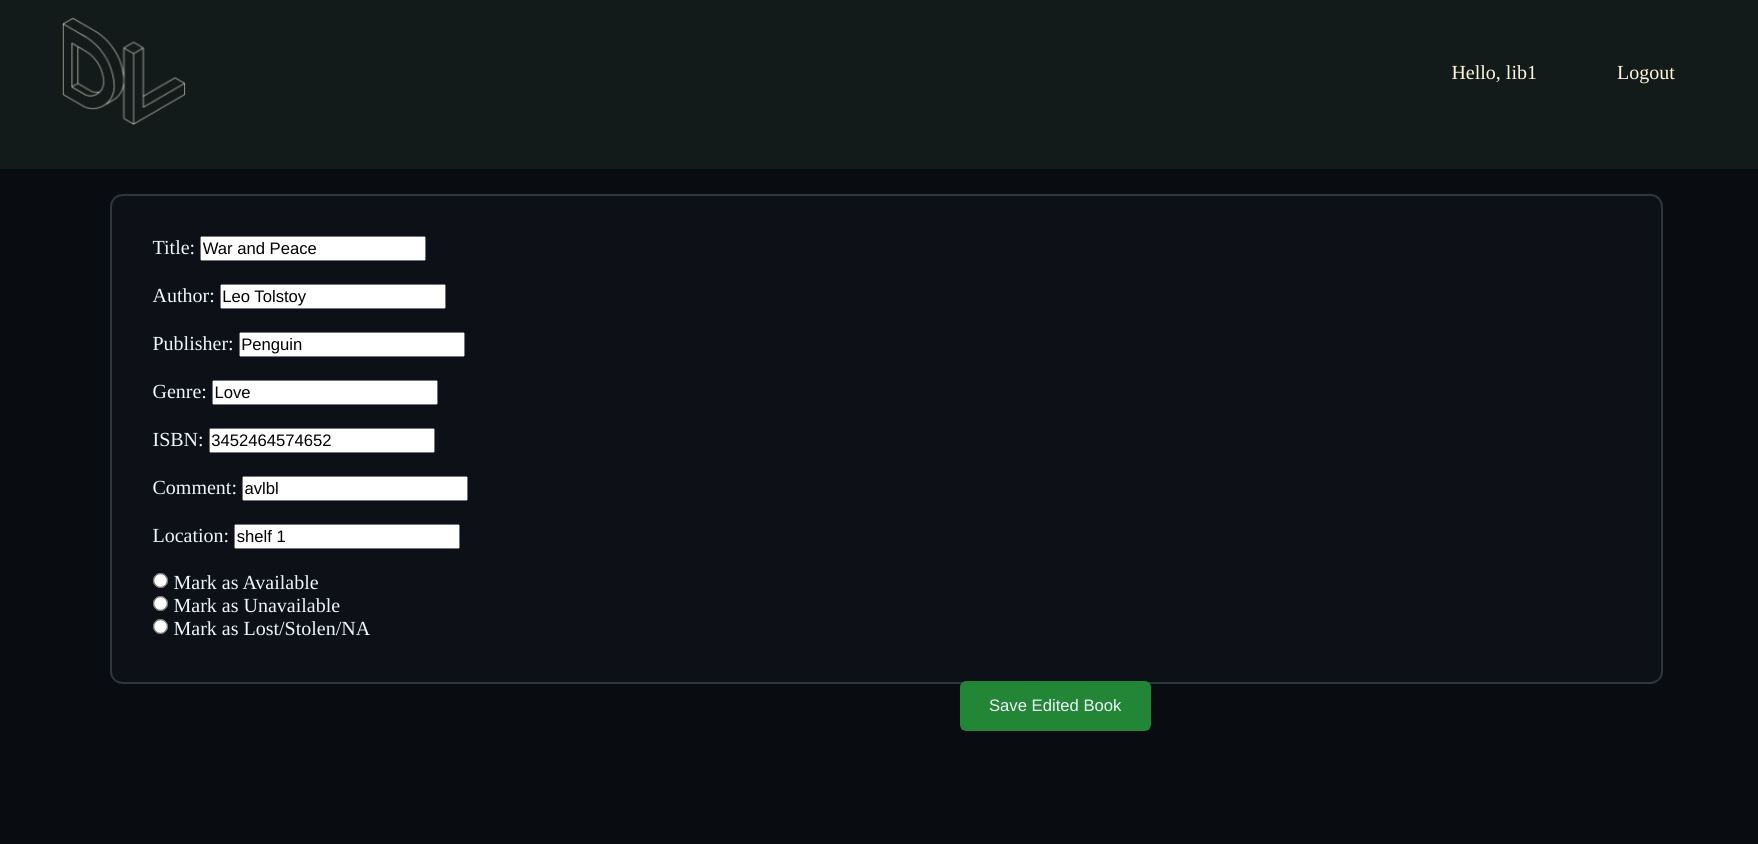 DL
Hello, lib1
Logout
Title: War and Peace
Author: Leo Tolstoy
Publisher: Penguin
Genre: Love
ISBN: 3452464574652
Comment: avlbl
Location: shelf 1
Mark as Available
Mark as Unavailable
Mark as Lost/Stolen/NA
Save Edited Book